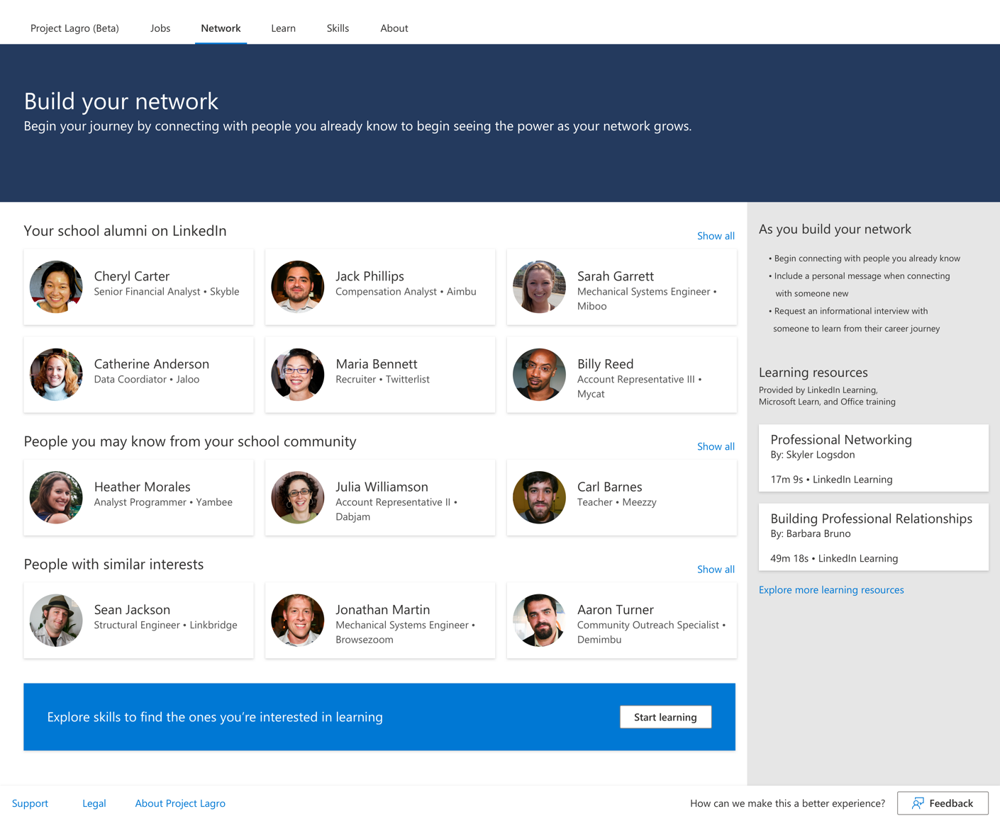 Project Lagro (Beta)
Jobs
Network
Learn
Skills
About
Build your network
Begin your journey by connecting with people you already know to begin seeing the power as your network grows.
Your school alumni on LinkedIn
Show all
Cheryl Carter
Senior Financial Analyst • Skyble
Jack Phillips
Compensation Analyst • Aimbu
Sarah Garrett
Mechanical Systems Engineer •
Miboo
Catherine Anderson
Data Coordiator • Jaloo
Maria Bennett
Recruiter • Twitterlist
Billy Reed
Account Representative III •
Mycat
People you may know from your school community
Show all
Heather Morales
Analyst Programmer • Yambee
Julia Williamson
Account Representative II •
Dabjam
Carl Barnes
Teacher • Meezzy
People with similar interests
Show all
Sean Jackson
Structural Engineer • Linkbridge
Jonathan Martin
Mechanical Systems Engineer •
Browsezoom
Aaron Turner
Community Outreach Specialist •
Demimbu
Explore skills to find the ones you’re interested in learning
Start learning
As you build your network
• Begin connecting with people you already know
• Include a personal message when connecting
with someone new
• Request an informational interview with
someone to learn from their career journey
Learning resources
Provided by LinkedIn Learning,
Microsoft Learn, and Office training
Professional Networking
By: Skyler Logsdon
17m 9s • LinkedIn Learning
Building Professional Relationships
By: Barbara Bruno
49m 18s • LinkedIn Learning
Explore more learning resources
Support
Legal
About Project Lagro
How can we make this a better experience?
Feedback